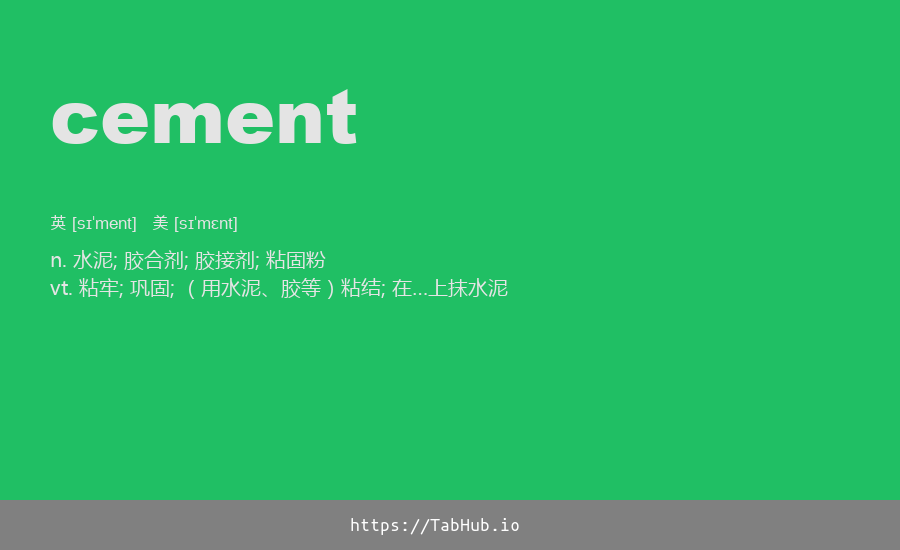 cement
英 [sɪˈment] 美 [sɪˈmɛnt]
n. 水泥; 胶合剂; 胶接剂; 粘固粉
vt. 粘牢; 巩固; （用水泥、胶等）粘结; 在…上抹水泥
https://TabHub.io